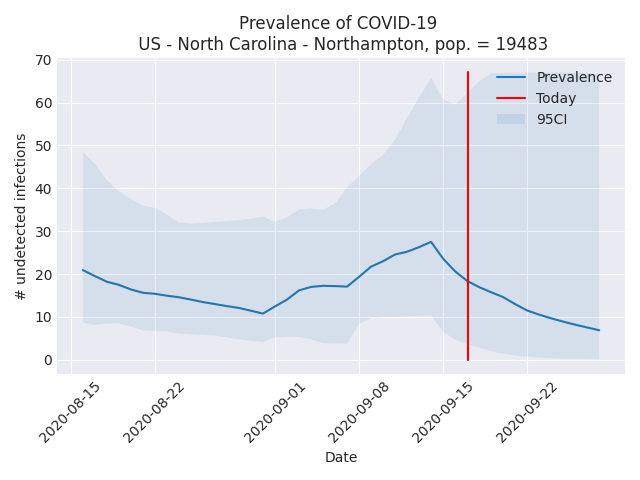 Prevalence of COVID-19
US - North Carolina - Northampton, pop. = 19483
70
60
50
40
30
20
10
0
# undetected infections
Prevalence
Today
95CI
2020-08-15
2020-08-22
2020-09-01
2020-09-08
2020-09-15
2020-09-22
Date